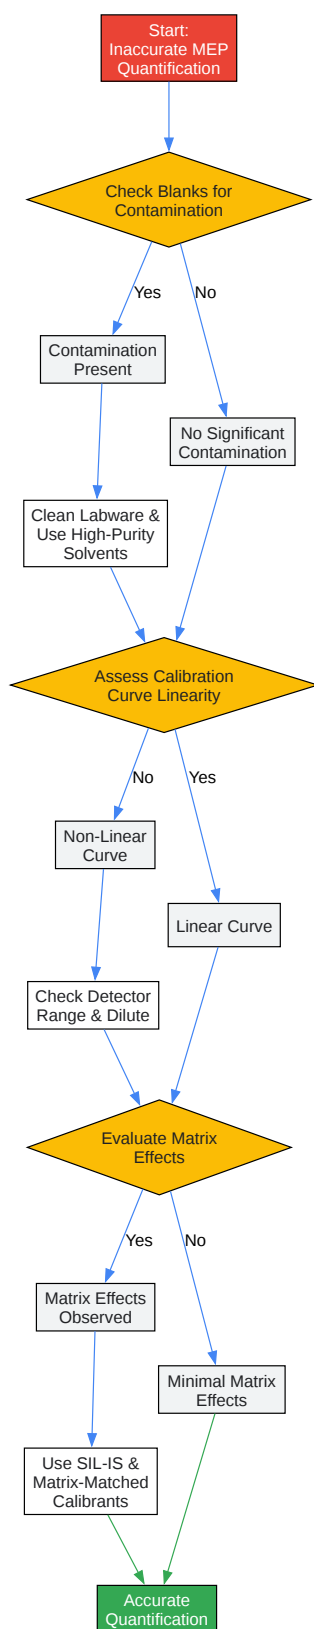 Start:
Inaccurate MEP
Quantification
Check Blanks for
Contamination
Yes
No
Contamination
Present
No Significant
Contamination
Clean Labware &
Use High-Purity
Solvents
Assess Calibration
Curve Linearity
No
Yes
Non-Linear
Curve
Linear Curve
Check Detector
Range & Dilute
Evaluate Matrix
Effects
Yes
No
Matrix Effects
Observed
Minimal Matrix
Effects
Use SIL-IS &
Matrix-Matched
Calibrants
Accurate
Quantification